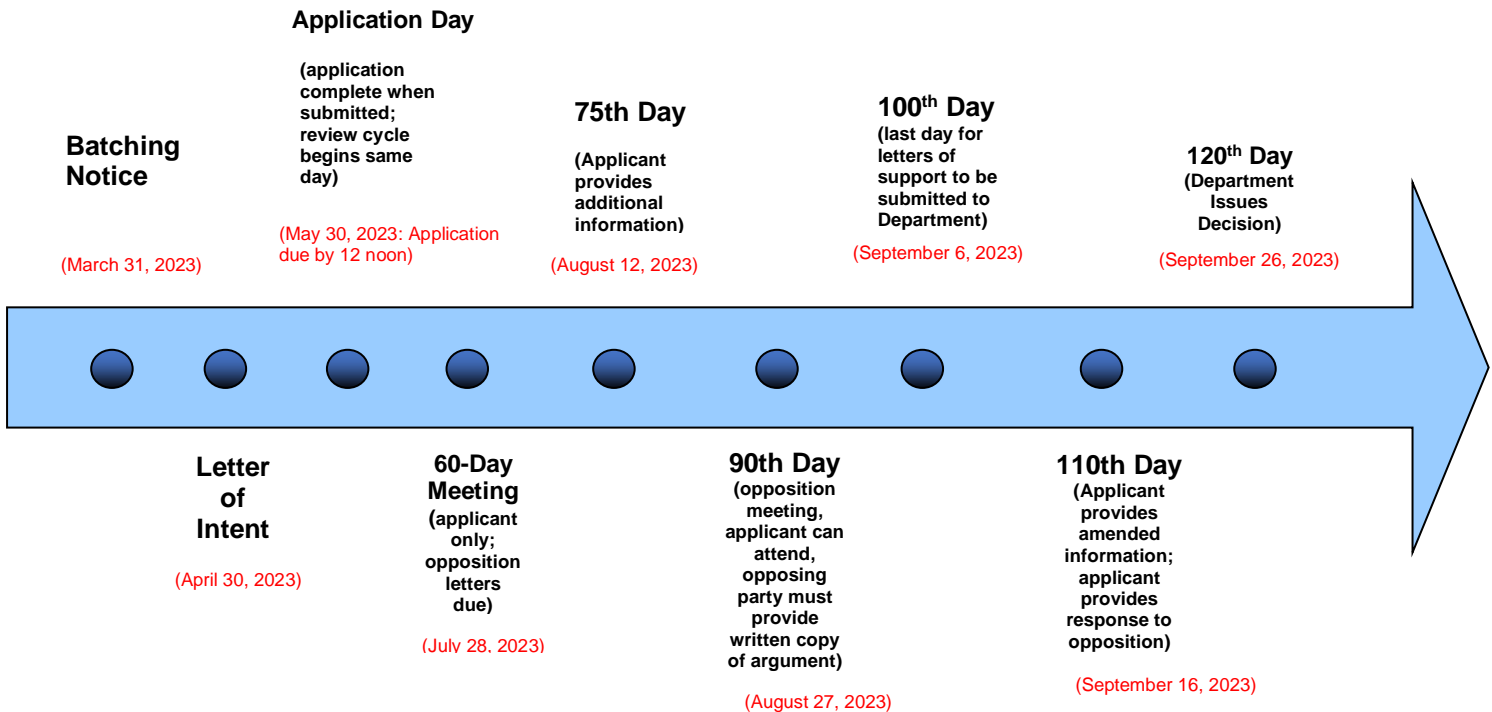 Batching
Notice
(March 31, 2023)
Letter
of
Intent
(April 30, 2023)
Application Day
(application
complete when
submitted;
review cycle
begins same
day)
(May 30, 2023: Application
due by 12 noon)
60-Day
Meeting
(applicant
only;
opposition
letters
due)
(July 28, 2023)
75th Day
(Applicant
provides
additional
information)
(August 12, 2023)
90th Day
(opposition
meeting,
applicant can
attend,
opposing
party must
provide
written copy
of argument)
(August 27, 2023)
100th Day
(last day for
letters of
support to be
submitted to
Department)
(September 6, 2023)
110th Day
(Applicant
provides
amended
information;
applicant
provides
response to
opposition)
(September 16, 2023)
120th Day
(Department
Issues
Decision)
(September 26, 2023)